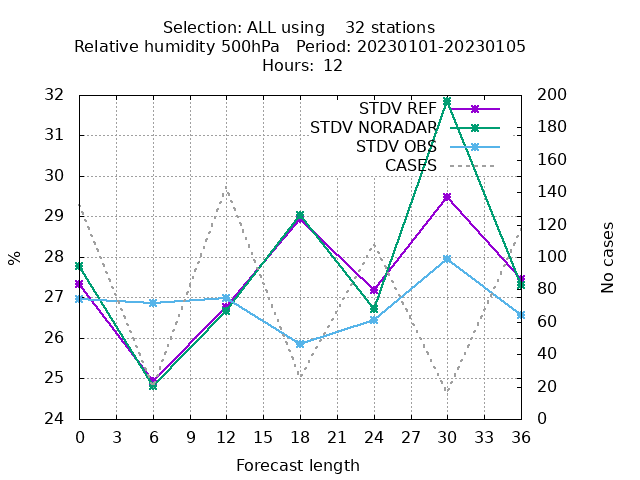 Selection: ALL using    32 stations
Relative humidity 500hPa   Period: 20230101-20230105
Hours:  12
STDV REF
STDV NORADAR
STDV OBS
CASES
%
32
31
30
29
28
27
26
25
24
200
180
160
140
120
100
80
60
40
20
0
No cases
0 3 6 9 12 15 18 21 24 27 30 33 36
Forecast length